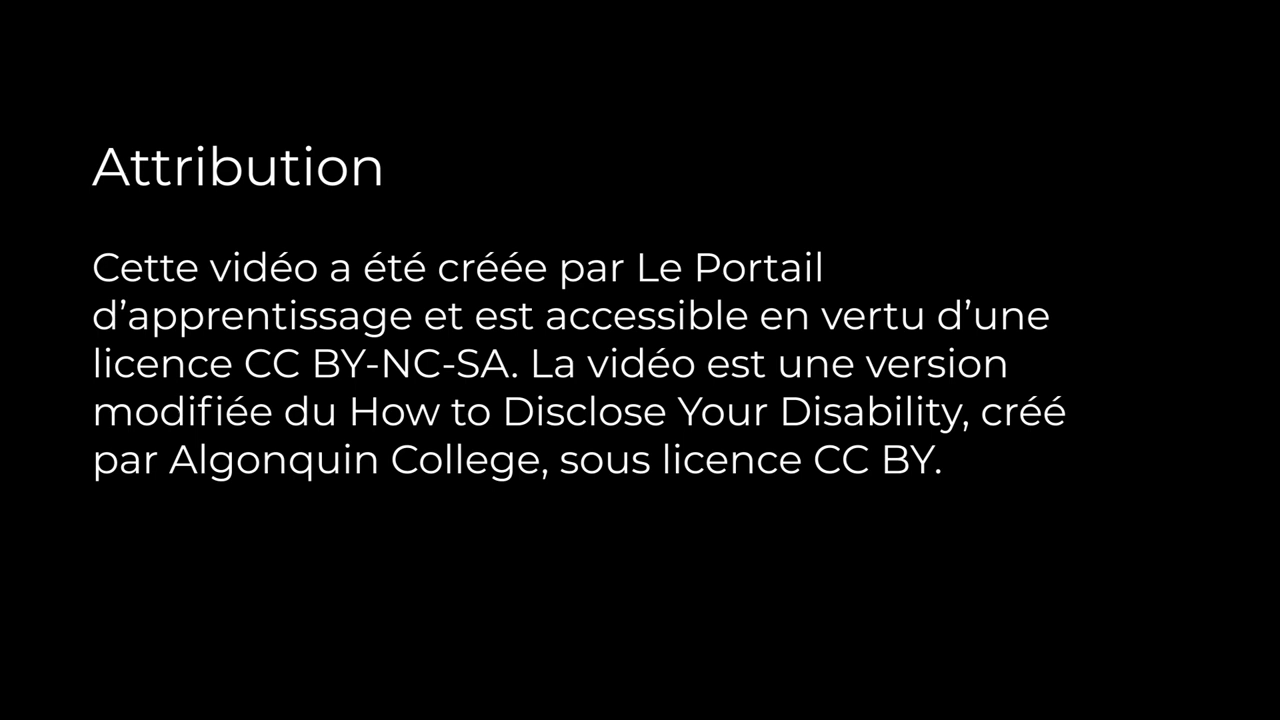 Attribution
Cette vidéo a été créée par Le Portail
d’apprentissage et est accessible en vertu d’une
licence CC BY-NC-SA. La vidéo est une version
modifiée du How to Disclose Your Disability, créé
par Algonquin College, sous licence CC BY.